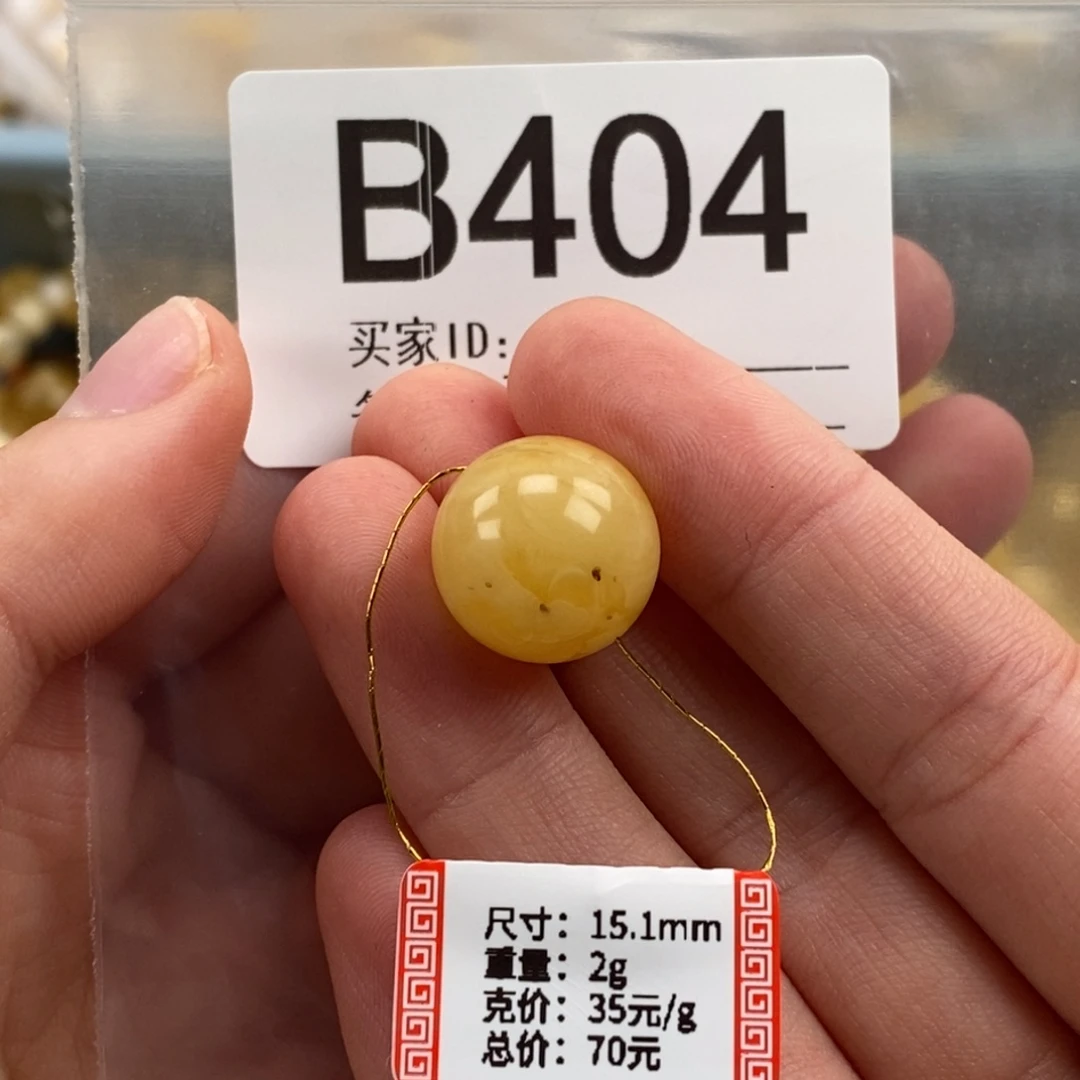 B404
买家ID:
尺寸：15.1mm
重量：2g
克价：35元/g
总价：70元